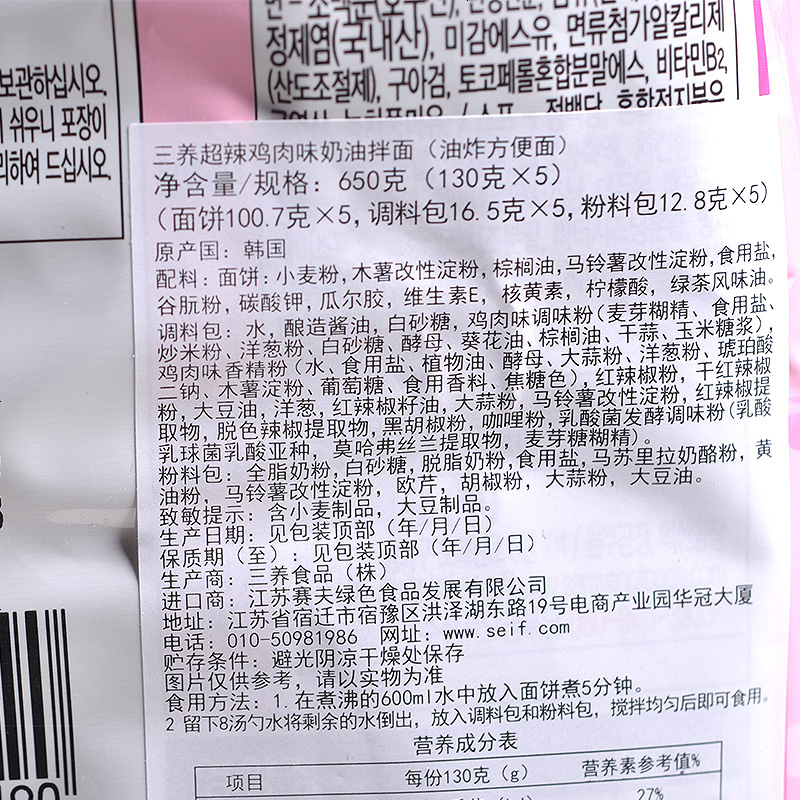 보관하십시오.
쉬우니 포장이
리하여 드십시오.
정제염(국내산), 미감에스유, 면류첨가알칼리제
(산도조절제), 구아검, 토코페롤혼합분말에스, 비타민B2,
三养超辣鸡肉味奶油拌面（油炸方便面）
净含量/规格：650克（130克×5）
（面饼100.7克×5,调料包16.5克×5,粉料包12.8克×5）
原产国：韩国
配料：面饼：小麦粉,木薯改性淀粉,棕榈油,马铃薯改性淀粉,食用盐,
谷朊粉,碳酸钾,瓜尔胶,维生素E,核黄素,柠檬酸,绿茶风味油。
调料包：水,酿造酱油,白砂糖,鸡肉味调味粉(麦芽糊精、食用盐、
炒米粉、洋葱粉、白砂糖、酵母、葵花油、棕榈油、干蒜、玉米糖浆),
鸡肉味香精粉(水、食用盐、植物油、酵母、大蒜粉、洋葱粉、琥珀酸
二钠、木薯淀粉、葡萄糖、食用香料、焦糖色),红辣椒粉,干红辣椒
粉,大豆油,洋葱,红辣椒籽油,大蒜粉,马铃薯改性淀粉,红辣椒提
取物,脱色辣椒提取物,黑胡椒粉,咖哩粉,乳酸菌发酵调味粉(乳酸
乳球菌乳酸亚种,莫哈弗丝兰提取物,麦芽糖糊精)。
粉料包：全脂奶粉,白砂糖,脱脂奶粉,食用盐,马苏里拉奶酪粉,黄
油粉,马铃薯改性淀粉,欧芹,胡椒粉,大蒜粉,大豆油。
致敏提示：含小麦制品,大豆制品。
生产日期：见包装顶部（年/月/日）
保质期（至）：见包装顶部（年/月/日）
生产商：三养食品（株）
进口商：江苏赛夫绿色食品发展有限公司
地址：江苏省宿迁市宿豫区洪泽湖东路19号电商产业园华冠大厦
电话：010-50981986 网址：www.seif.com
贮存条件：避光阴凉干燥处保存
图片仅供参考，请以实物为准
食用方法：1.在煮沸的600ml水中放入面饼煮5分钟。
2 留下8汤勺水将剩余的水倒出，放入调料包和粉料包，搅拌均匀后即可食用。
营养成分表
项目 每份130克（g） 营养素参考值%
27%